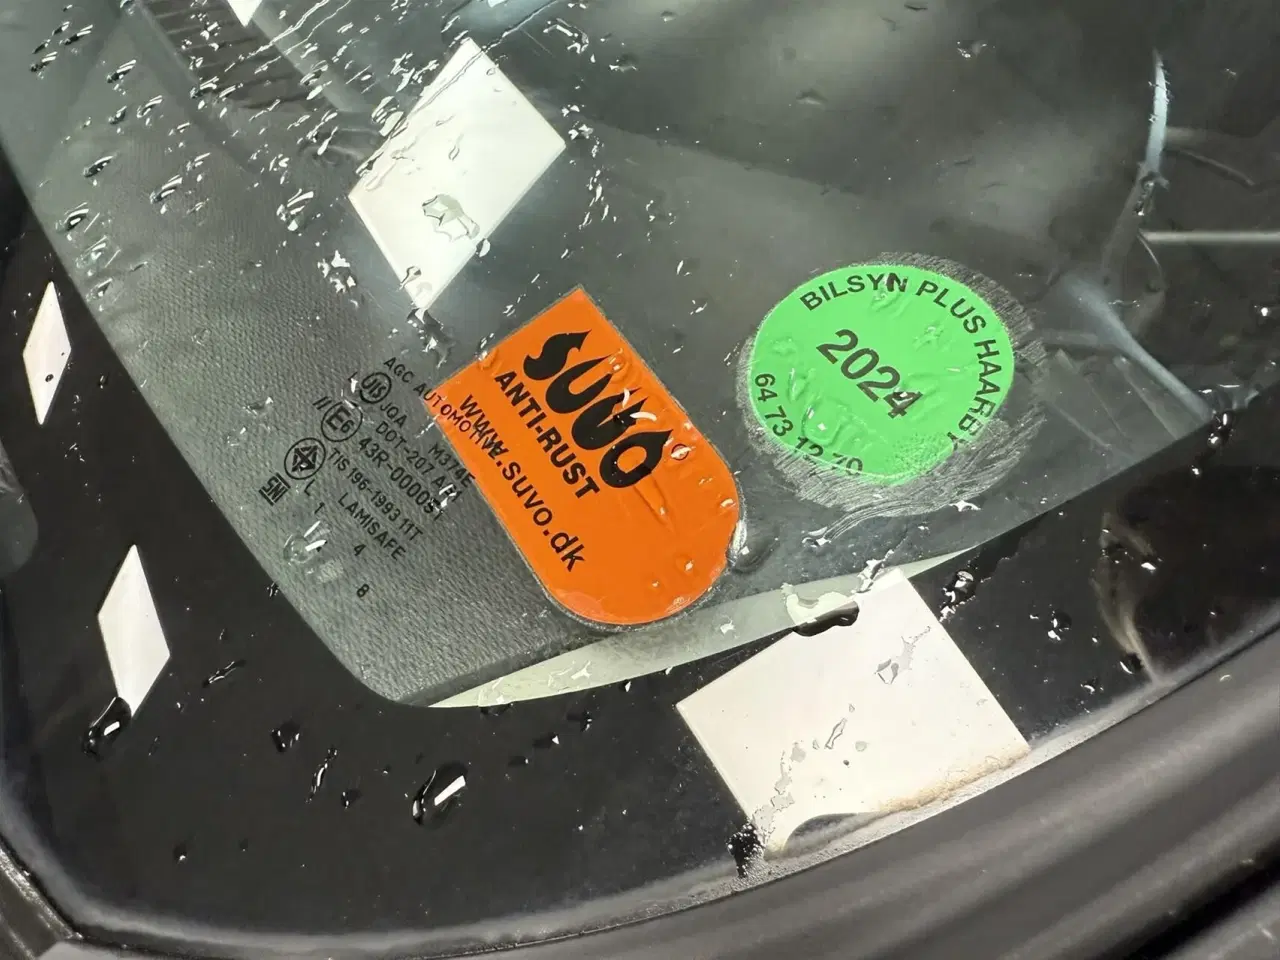 SUVO
ANTI-RUST
WWW.SUVO.dk
BILSYN PLUS HAARBY
2024
64 73 12 70
AGC AUTOMOTIVE
JIS JQA M374E
DOT-207 AS1
E6 43R-000051
TIS 196-1993 11T
L LAMISAFE
1 4
8